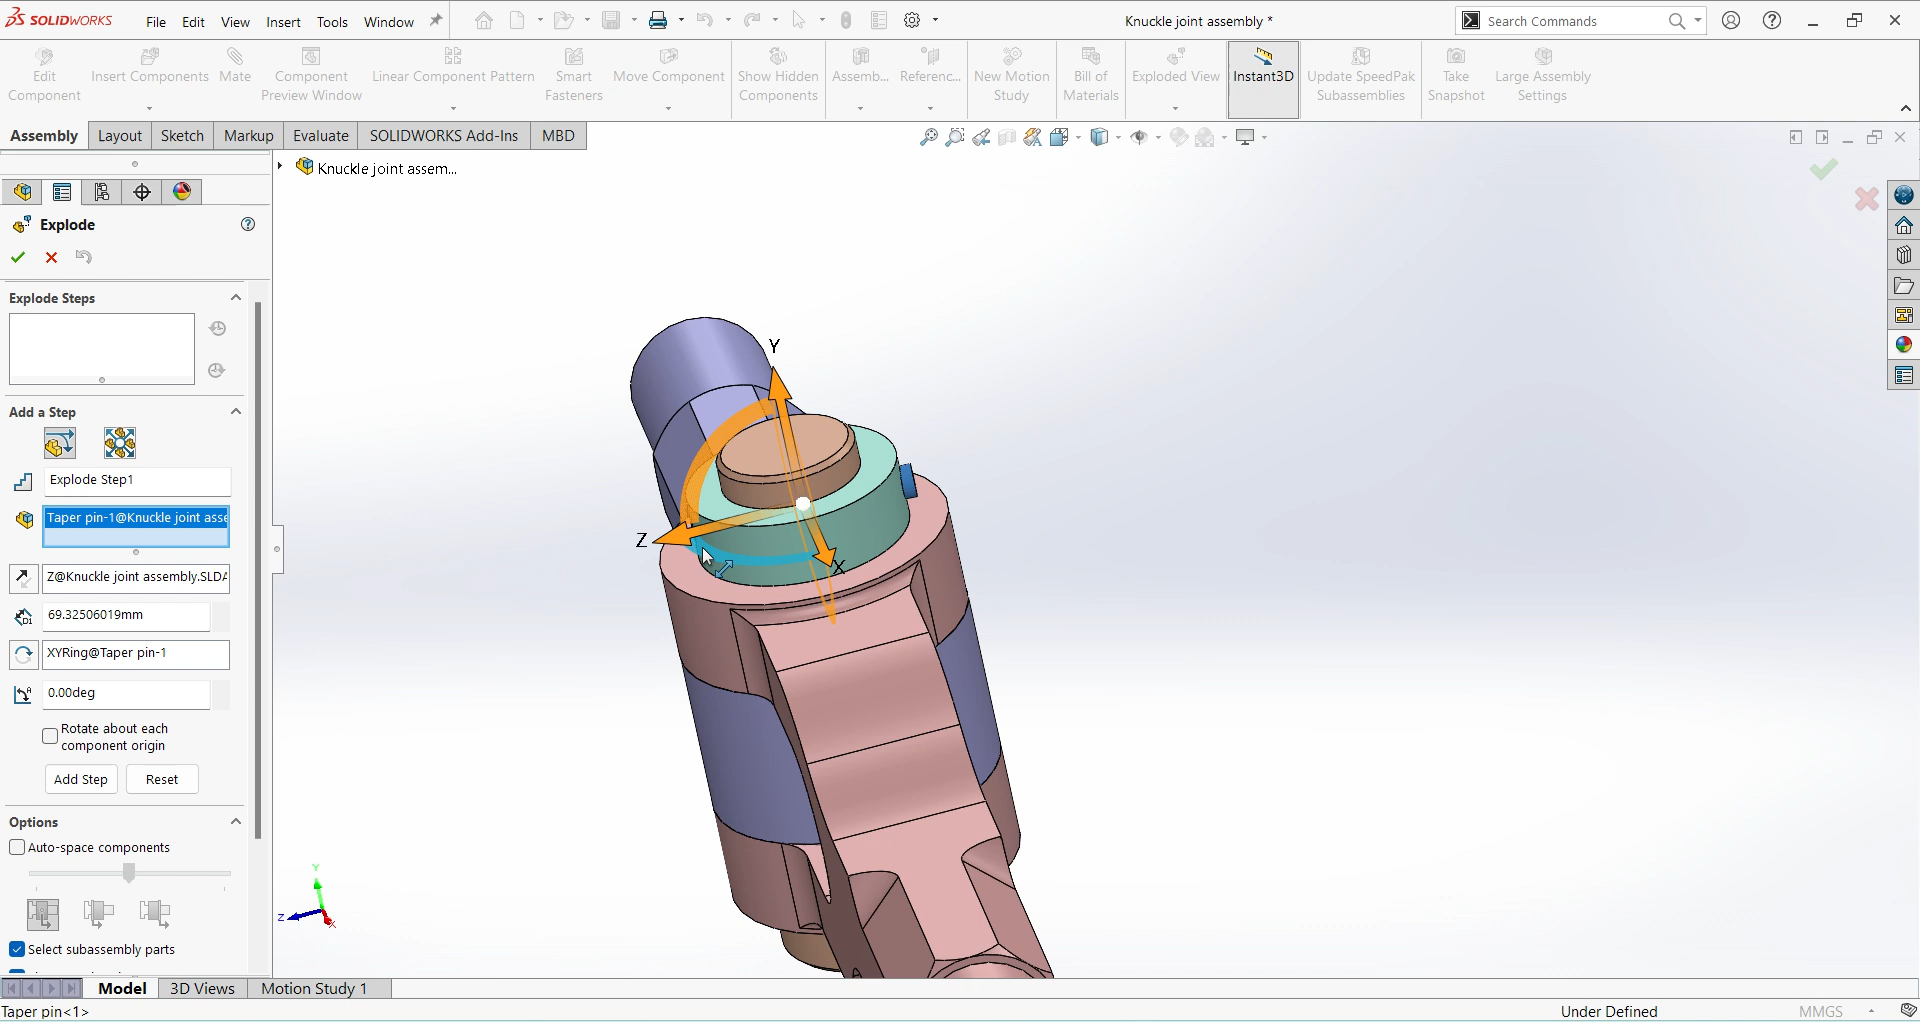 SOLIDWORKS File Edit View Insert Tools Window Knuckle joint assembly * Search Commands
Edit Component
Insert Components
Mate
Component Preview Window
Linear Component Pattern
Smart Fasteners
Move Component
Show Hidden Components
Assemb...
Referenc...
New Motion Study
Bill of Materials
Exploded View
Instant3D
Update SpeedPak Subassemblies
Take Snapshot
Large Assembly Settings
Assembly Layout Sketch Markup Evaluate SOLIDWORKS Add-Ins MBD
Knuckle joint assem...
Explode
Explode Steps
Add a Step
Explode Step1
Taper pin-1@Knuckle joint asse
Z@Knuckle joint assembly.SLDA
69.32506019mm
XYRing@Taper pin-1
0.00deg
Rotate about each
component origin
Add Step Reset
Options
Auto-space components
Select subassembly parts
Y
Z
X
Y
Z
X
Model 3D Views Motion Study 1
Taper pin<1> Under Defined MMGS